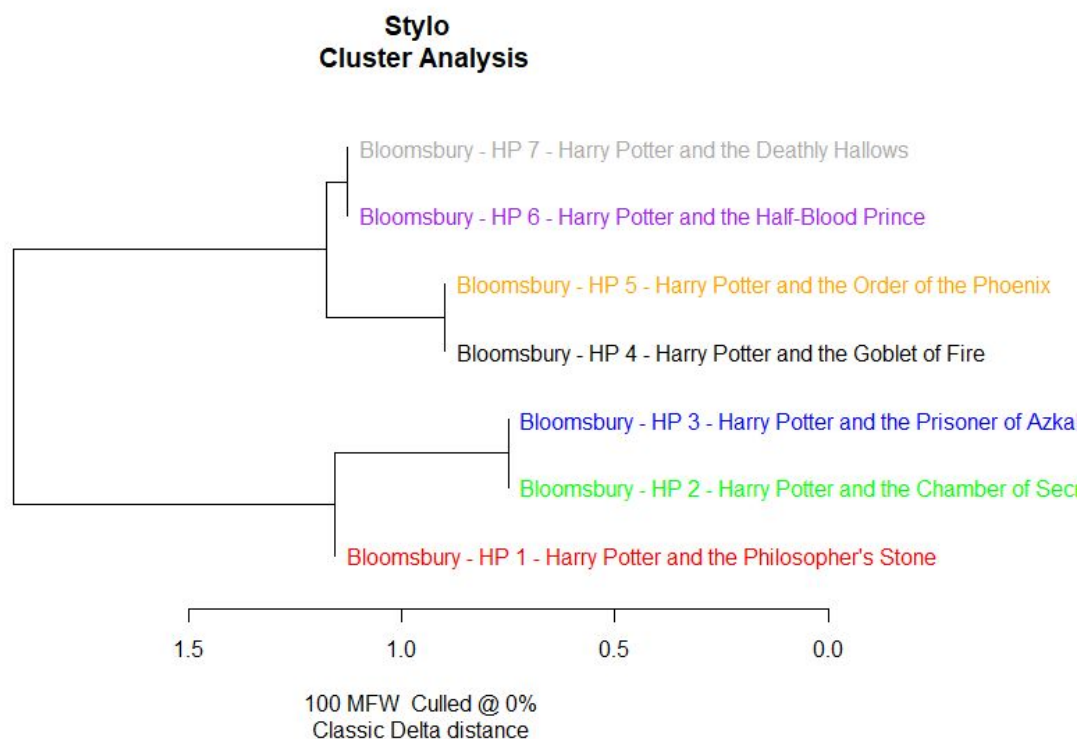 Stylo
Cluster Analysis
Bloomsbury - HP 7 - Harry Potter and the Deathly Hallows
Bloomsbury - HP 6 - Harry Potter and the Half-Blood Prince
Bloomsbury - HP 5 - Harry Potter and the Order of the Phoenix
Bloomsbury - HP 4 - Harry Potter and the Goblet of Fire
Bloomsbury - HP 3 - Harry Potter and the Prisoner of Azka
Bloomsbury - HP 2 - Harry Potter and the Chamber of Secr
Bloomsbury - HP 1 - Harry Potter and the Philosopher's Stone
1.5 1.0 0.5 0.0
100 MFW Culled @ 0%
Classic Delta distance